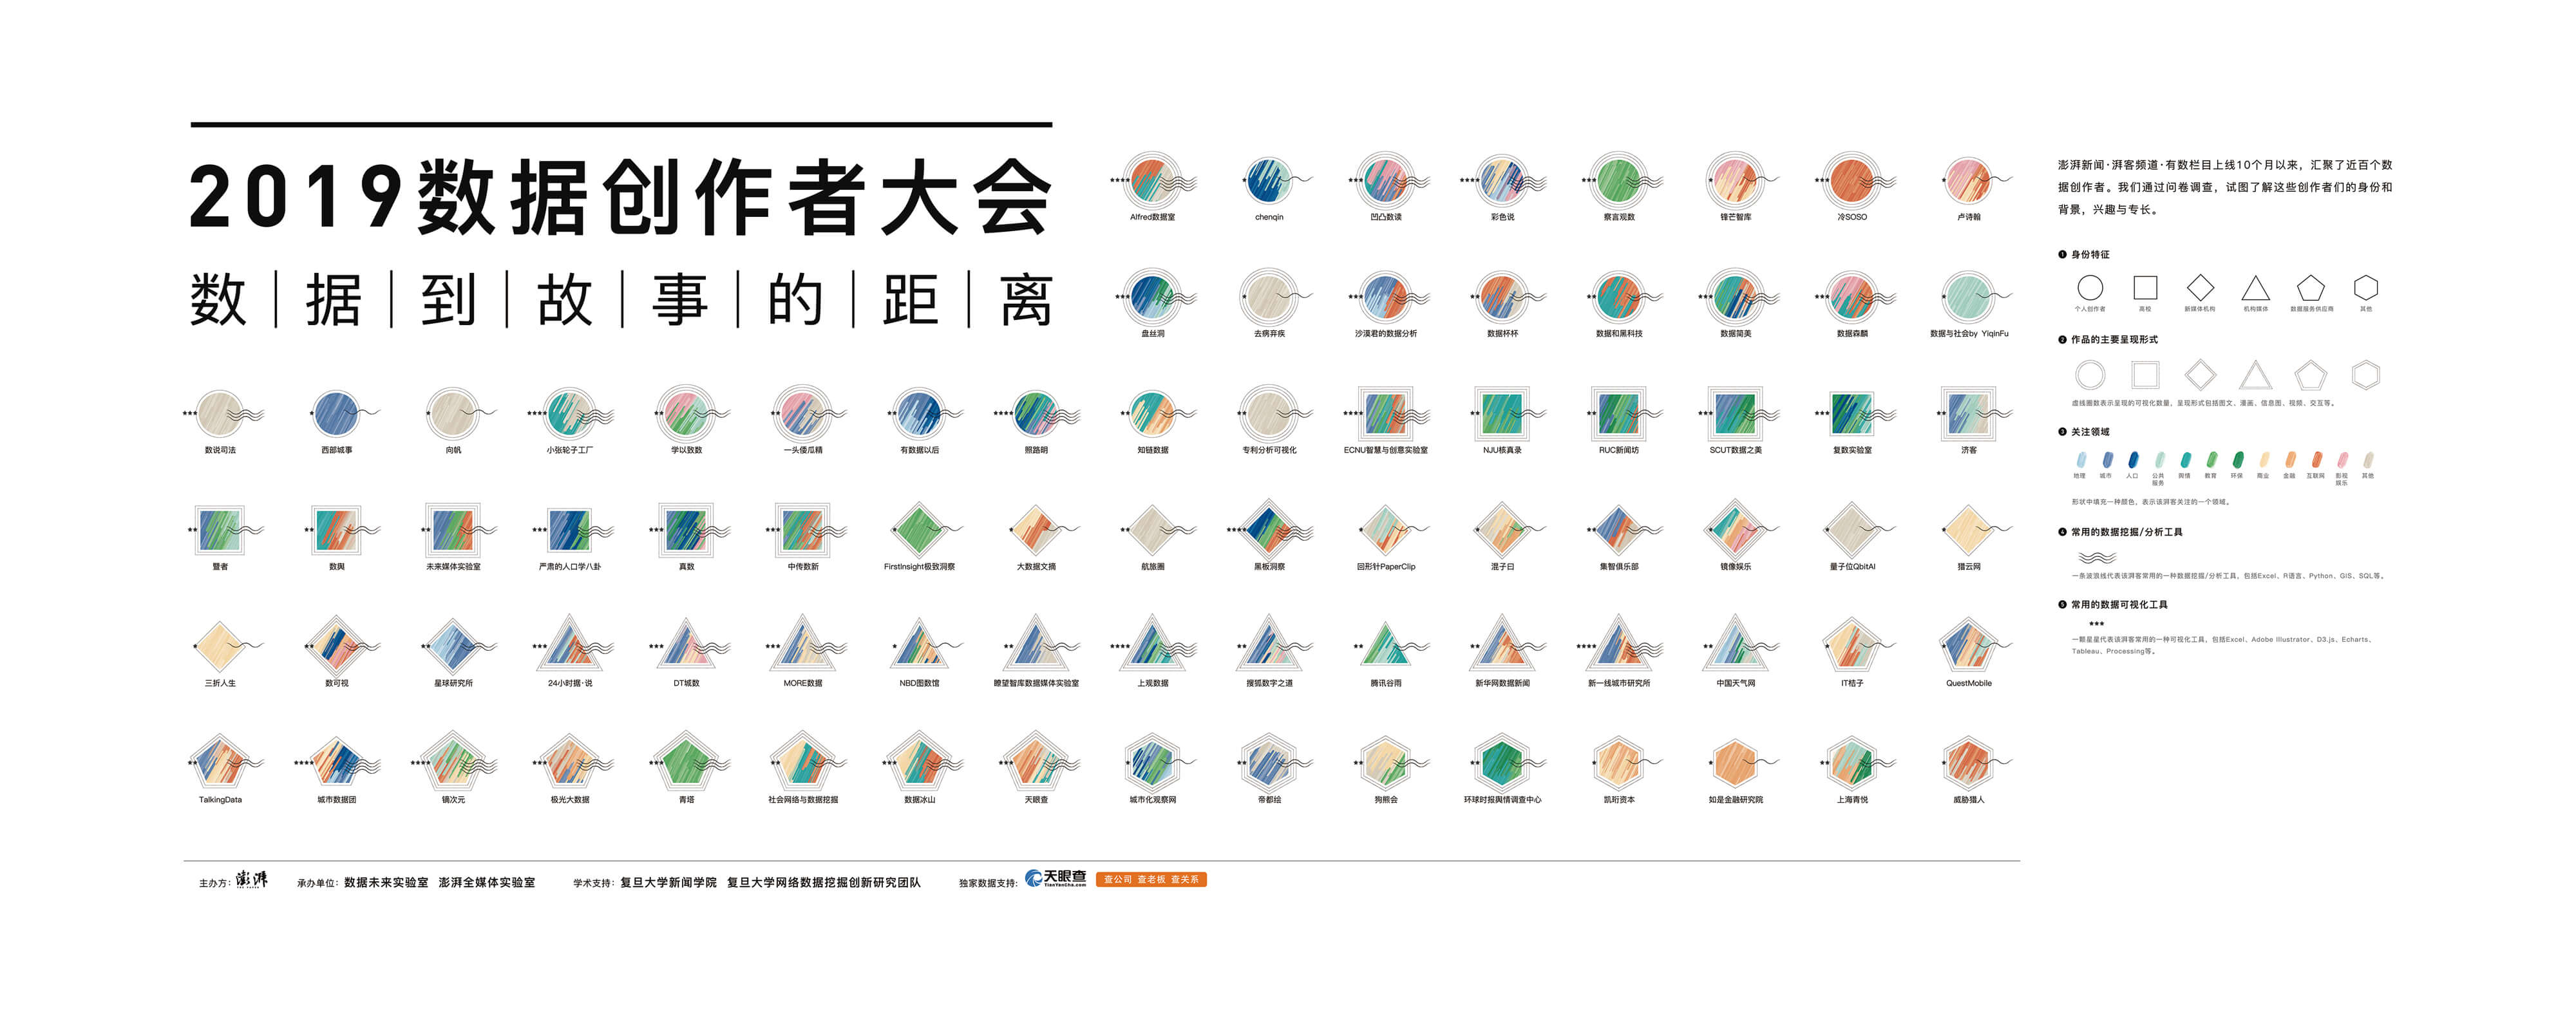 2019数据创作者大会
数据到故事的距离
Alfred数据室 chenqin 凹凸数读 彩色说 察言观数 锋芒智库 冷SOSO 卢诗翰
盘丝洞 去病弃疾 沙漠君的数据分析 数据杯杯 数据和黑科技 数据简美 数据森麟 数据与社会by YiqinFu
数说司法 西部城事 向帆 小张轮子工厂 学以致数 一头倭瓜精 有数据以后 照路明 知链数据 专利分析可视化 ECNU智慧与创意实验室 NJU核真录 RUC新闻坊 SCUT数据之美 复数实验室 济客
暨者 数舆 未来媒体实验室 严肃的人口学八卦 真数 中传数新 FirstInsight极致洞察 大数据文摘 航旅圈 黑板洞察 回形针PaperClip 混子曰 集智俱乐部 镜像娱乐 量子位QbitAI 猎云网
三折人生 数可视 星球研究所 24小时据·说 DT城数 MORE数据 NBD图数馆 瞭望智库数据媒体实验室 上观数据 搜狐数字之道 腾讯谷雨 新华网数据新闻 新一线城市研究所 中国天气网 IT桔子 QuestMobile
TalkingData 城市数据团 镝次元 极光大数据 青塔 社会网络与数据挖掘 数据冰山 天眼查 城市化观察网 帝都绘 狗熊会 环球时报舆情调查中心 凯珩资本 如是金融研究院 上海青悦 威胁猎人
澎湃新闻·湃客频道·有数栏目上线10个月以来，汇聚了近百个数
据创作者。我们通过问卷调查，试图了解这些创作者们的身份和
背景，兴趣与专长。
1 身份特征
个人创作者 高校 新媒体机构 机构媒体 数据服务供应商 其他
2 作品的主要呈现形式
虚线圈数表示呈现的可视化数量，呈现形式包括图文、漫画、信息图、视频、交互等。
3 关注领域
地理 城市 人口 公共服务 舆情 教育 环保 商业 金融 互联网 影视娱乐 其他
形状中填充一种颜色，表示该湃客关注的一个领域。
4 常用的数据挖掘/分析工具
一条波浪线代表该湃客常用的一种数据挖掘/分析工具，包括Excel、R语言、Python、GIS、SQL等。
5 常用的数据可视化工具
一颗星星代表该湃客常用的一种可视化工具，包括Excel、Adobe Illustrator、D3.js、Echarts、
Tableau、Processing等。
主办方：澎湃 承办单位：数据未来实验室 澎湃全媒体实验室 学术支持：复旦大学新闻学院 复旦大学网络数据挖掘创新研究团队 独家数据支持：天眼查 TianYanCha.com 查公司 查老板 查关系